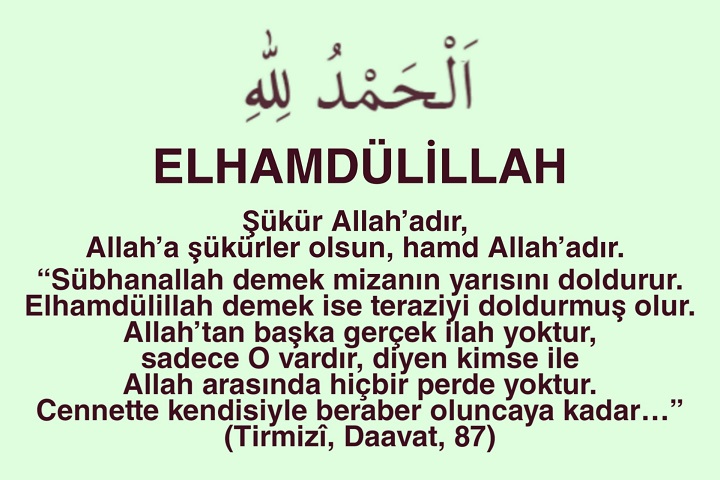 اَلْحَمْدُ لِلّٰهِ
ELHAMDÜLİLLAH
Şükür Allah’adır,
Allah’a şükürler olsun, hamd Allah’adır.
“Sübhanallah demek mizanın yarısını doldurur.
Elhamdülillah demek ise teraziyi doldurmuş olur.
Allah’tan başka gerçek ilah yoktur,
sadece O vardır, diyen kimse ile
Allah arasında hiçbir perde yoktur.
Cennette kendisiyle beraber oluncaya kadar…”
(Tirmizî, Daavat, 87)